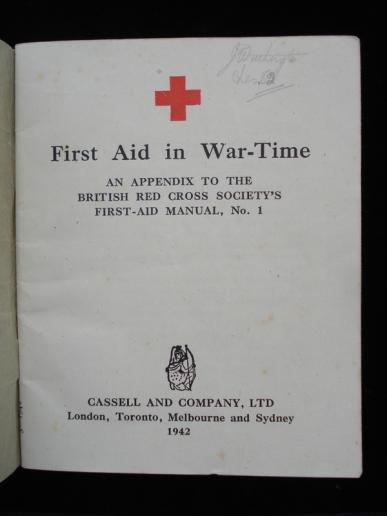 First Aid in War-Time
AN APPENDIX TO THE
BRITISH RED CROSS SOCIETY'S
FIRST-AID MANUAL, No. 1
CASSELL AND COMPANY, LTD
London, Toronto, Melbourne and Sydney
1942